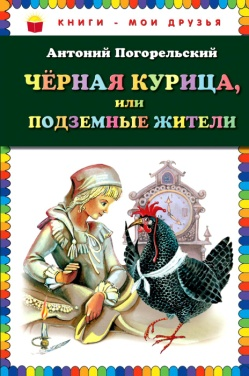 КНИГИ - МОИ ДРУЗЬЯ
Антоний Погорельский
ЧЁРНАЯ КУРИЦА,
ИЛИ
ПОДЗЕМНЫЕ ЖИТЕЛИ